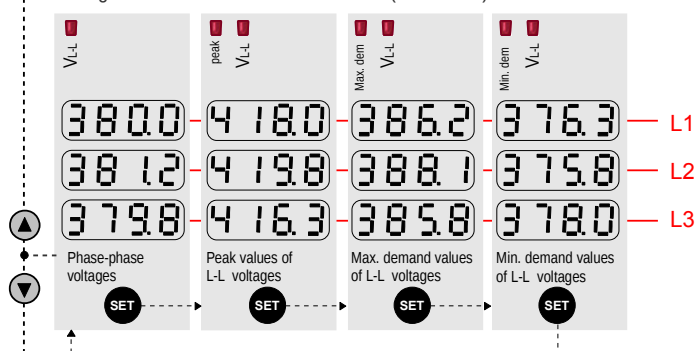 VL-L
peak VL-L
Max. dem VL-L
Min. dem VL-L
380.0 418.0 386.2 376.3 L1
381.2 419.8 388.1 375.8 L2
379.8 416.3 385.8 378.0 L3
Phase-phase
voltages
Peak values of
L-L voltages
Max. demand values
of L-L voltages
Min. demand values
of L-L voltages
SET SET SET SET